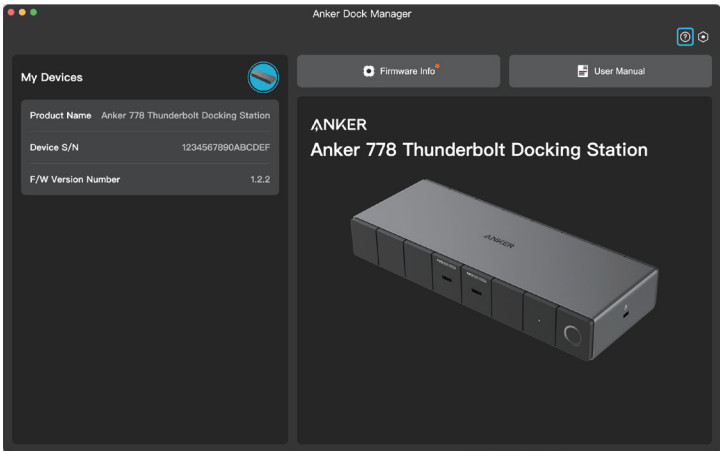 Anker Dock Manager
My Devices
Product Name Anker 778 Thunderbolt Docking Station
Device S/N 1234567890ABCDEF
F/W Version Number 1.2.2
Firmware Info
User Manual
ANKER
Anker 778 Thunderbolt Docking Station
ANKER